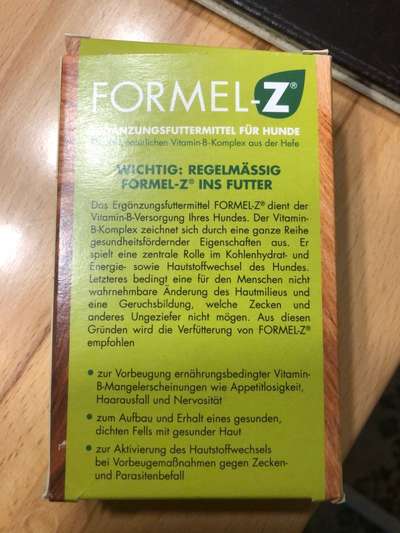 FORMEL-Z®
ERGÄNZUNGSFUTTERMITTEL FÜR HUNDE
natürlichen Vitamin-B-Komplex aus der Hefe
WICHTIG: REGELMÄSSIG
FORMEL-Z® INS FUTTER
Das Ergänzungsfuttermittel FORMEL-Z® dient der
Vitamin-B-Versorgung Ihres Hundes. Der Vitamin-
B-Komplex zeichnet sich durch eine ganze Reihe
gesundheitsfördernder Eigenschaften aus. Er
spielt eine zentrale Rolle im Kohlenhydrat- und
Energie- sowie Hautstoffwechsel des Hundes.
Letzteres bedingt eine für den Menschen nicht
wahrnehmbare Änderung des Hautmilieus und
eine Geruchsbildung, welche Zecken und
anderes Ungeziefer nicht mögen. Aus diesen
Gründen wird die Verfütterung von FORMEL-Z®
empfohlen
• zur Vorbeugung ernährungsbedingter Vitamin-
B-Mangelerscheinungen wie Appetitlosigkeit,
Haarausfall und Nervosität
• zum Aufbau und Erhalt eines gesunden,
dichten Fells mit gesunder Haut
• zur Aktivierung des Hautstoffwechsels
bei Vorbeugemaßnahmen gegen Zecken-
und Parasitenbefall